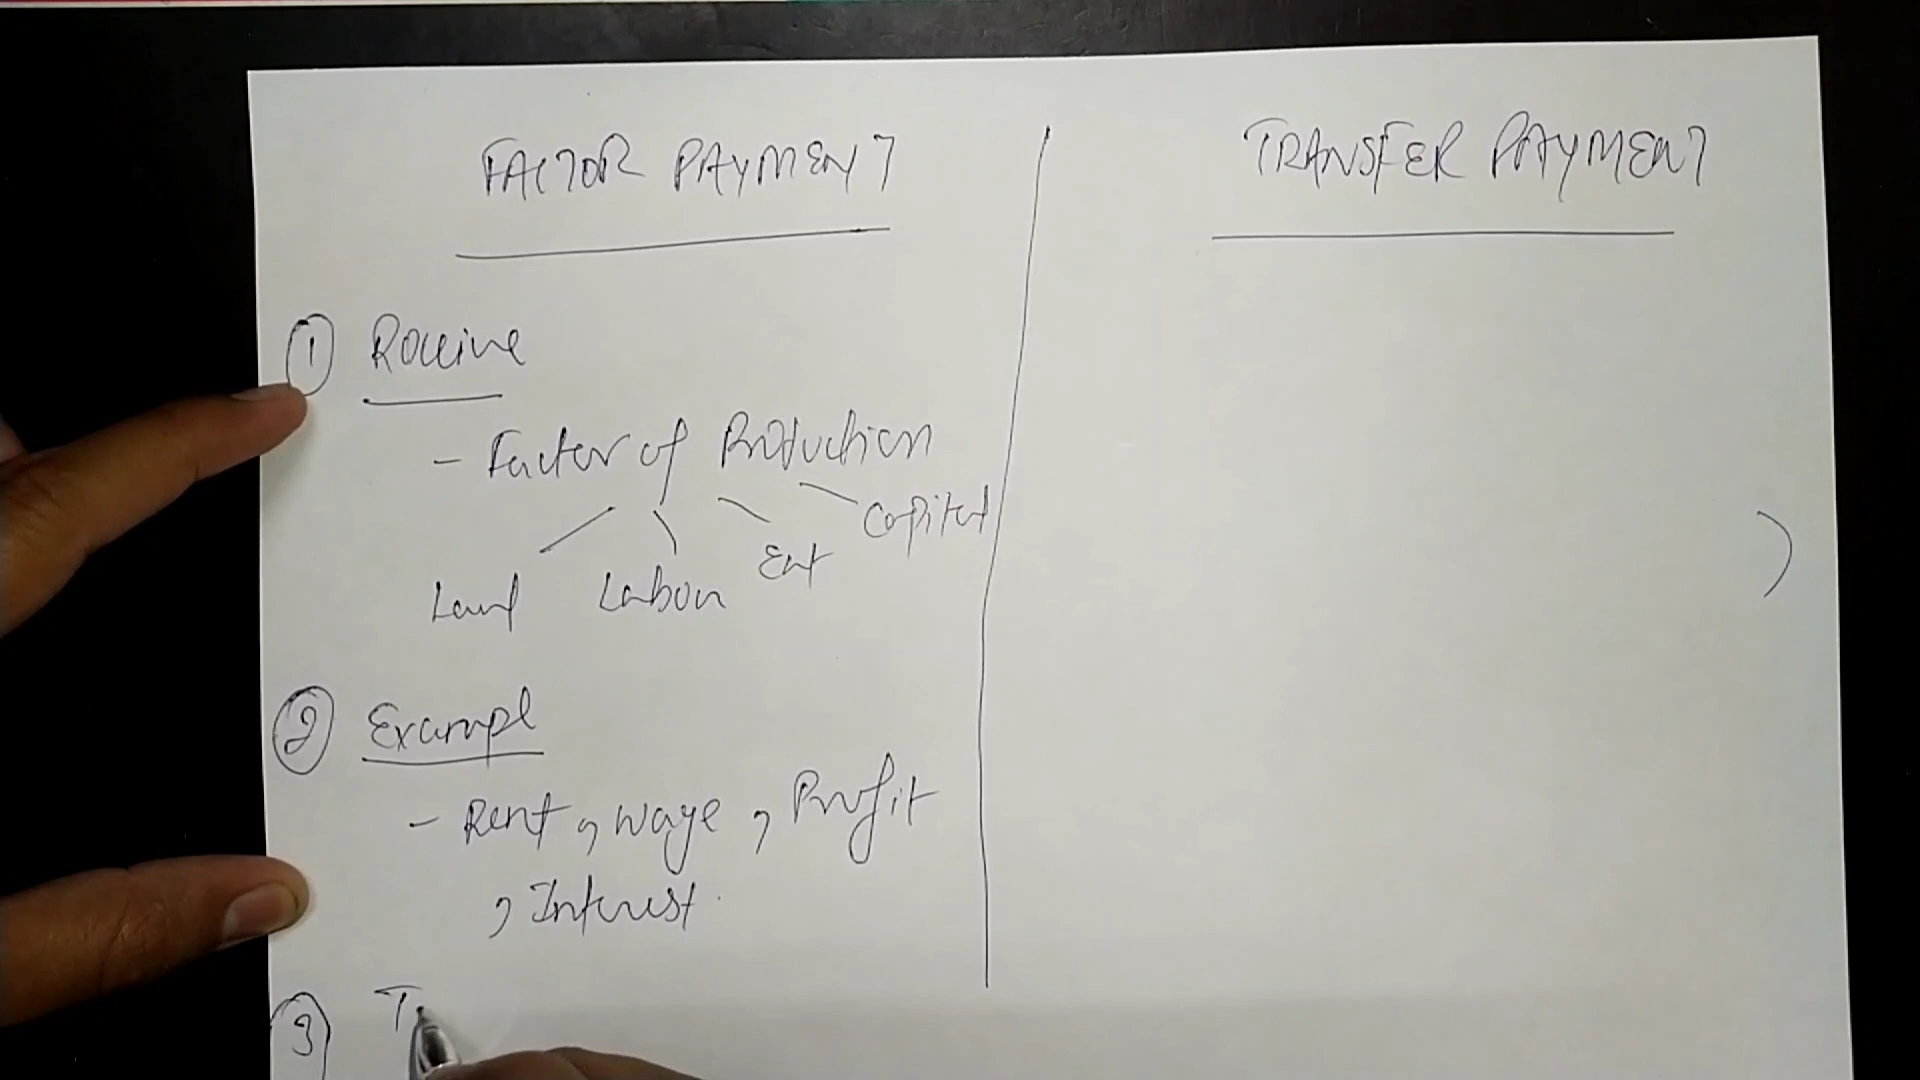 FACTOR PAYMENT
TRANSFER PAYMENT
1 Receive
- Factor of Production
Land Labour Ent Capital
2 Exampl
- Rent, wage, Profit
, Interest.
3 T